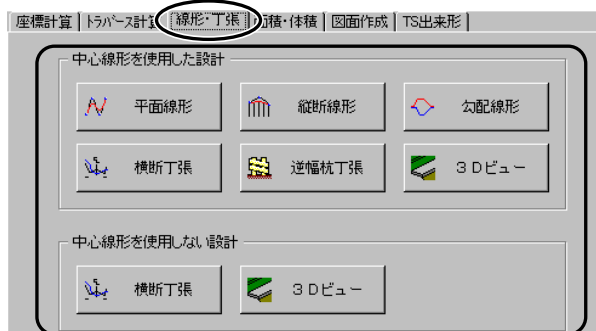 座標計算 トラバース計算 線形・丁張 面積・体積 図面作成 TS出来形
中心線形を使用した設計
平面線形 縦断線形 勾配線形
横断丁張 逆幅杭丁張 3Dビュー
中心線形を使用しない設計
横断丁張 3Dビュー